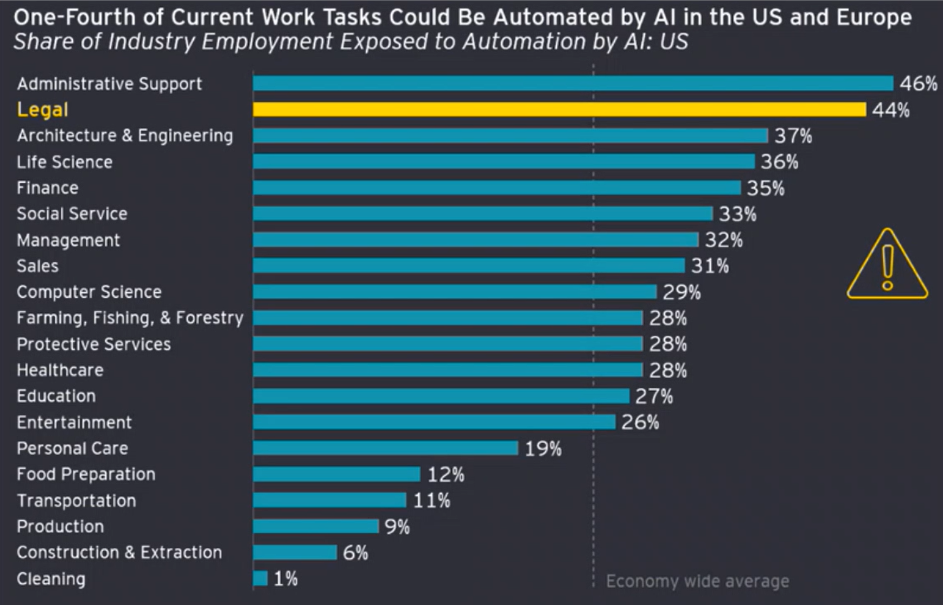 One-Fourth of Current Work Tasks Could Be Automated by AI in the US and Europe
Share of Industry Employment Exposed to Automation by AI: US
Administrative Support 46%
Legal 44%
Architecture & Engineering 37%
Life Science 36%
Finance 35%
Social Service 33%
Management 32%
Sales 31%
Computer Science 29%
Farming, Fishing, & Forestry 28%
Protective Services 28%
Healthcare 28%
Education 27%
Entertainment 26%
Personal Care 19%
Food Preparation 12%
Transportation 11%
Production 9%
Construction & Extraction 6%
Cleaning 1%
Economy wide average